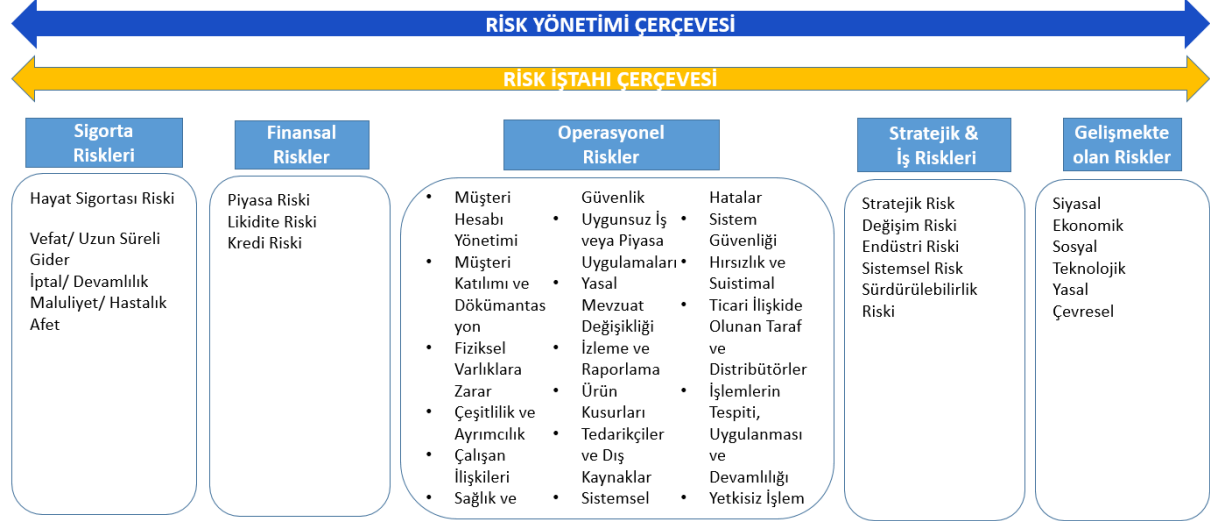 RİSK YÖNETİMİ ÇERÇEVESİ
RİSK İŞTAHI ÇERÇEVESİ
Sigorta
Riskleri
Hayat Sigortası Riski
Vefat/ Uzun Süreli
Gider
İptal/ Devamlılık
Maluliyet/ Hastalık
Afet
Finansal
Riskler
Piyasa Riski
Likidite Riski
Kredi Riski
Operasyonel
Riskler
• Müşteri
Hesabı
Yönetimi
• Müşteri
Katılımı ve
Dökümantas
yon
• Fiziksel
Varlıklara
Zarar
• Çeşitlilik ve
Ayrımcılık
• Çalışan
İlişkileri
• Sağlık ve
Güvenlik
• Uygunsuz İş
veya Piyasa
Uygulamaları
• Yasal
Mevzuat
Değişikliği
• İzleme ve
Raporlama
• Ürün
Kusurları
• Tedarikçiler
ve Dış
Kaynaklar
• Sistemsel
Hatalar
• Sistem
Güvenliği
• Hırsızlık ve
Suistimal
• Ticari İlişkide
Olunan Taraf
ve
Distribütörler
• İşlemlerin
Tespiti,
Uygulanması
ve
Devamlılığı
• Yetkisiz İşlem
Stratejik &
İş Riskleri
Stratejik Risk
Değişim Riski
Endüstri Riski
Sistemsel Risk
Sürdürülebilirlik
Riski
Gelişmekte
olan Riskler
Siyasal
Ekonomik
Sosyal
Teknolojik
Yasal
Çevresel